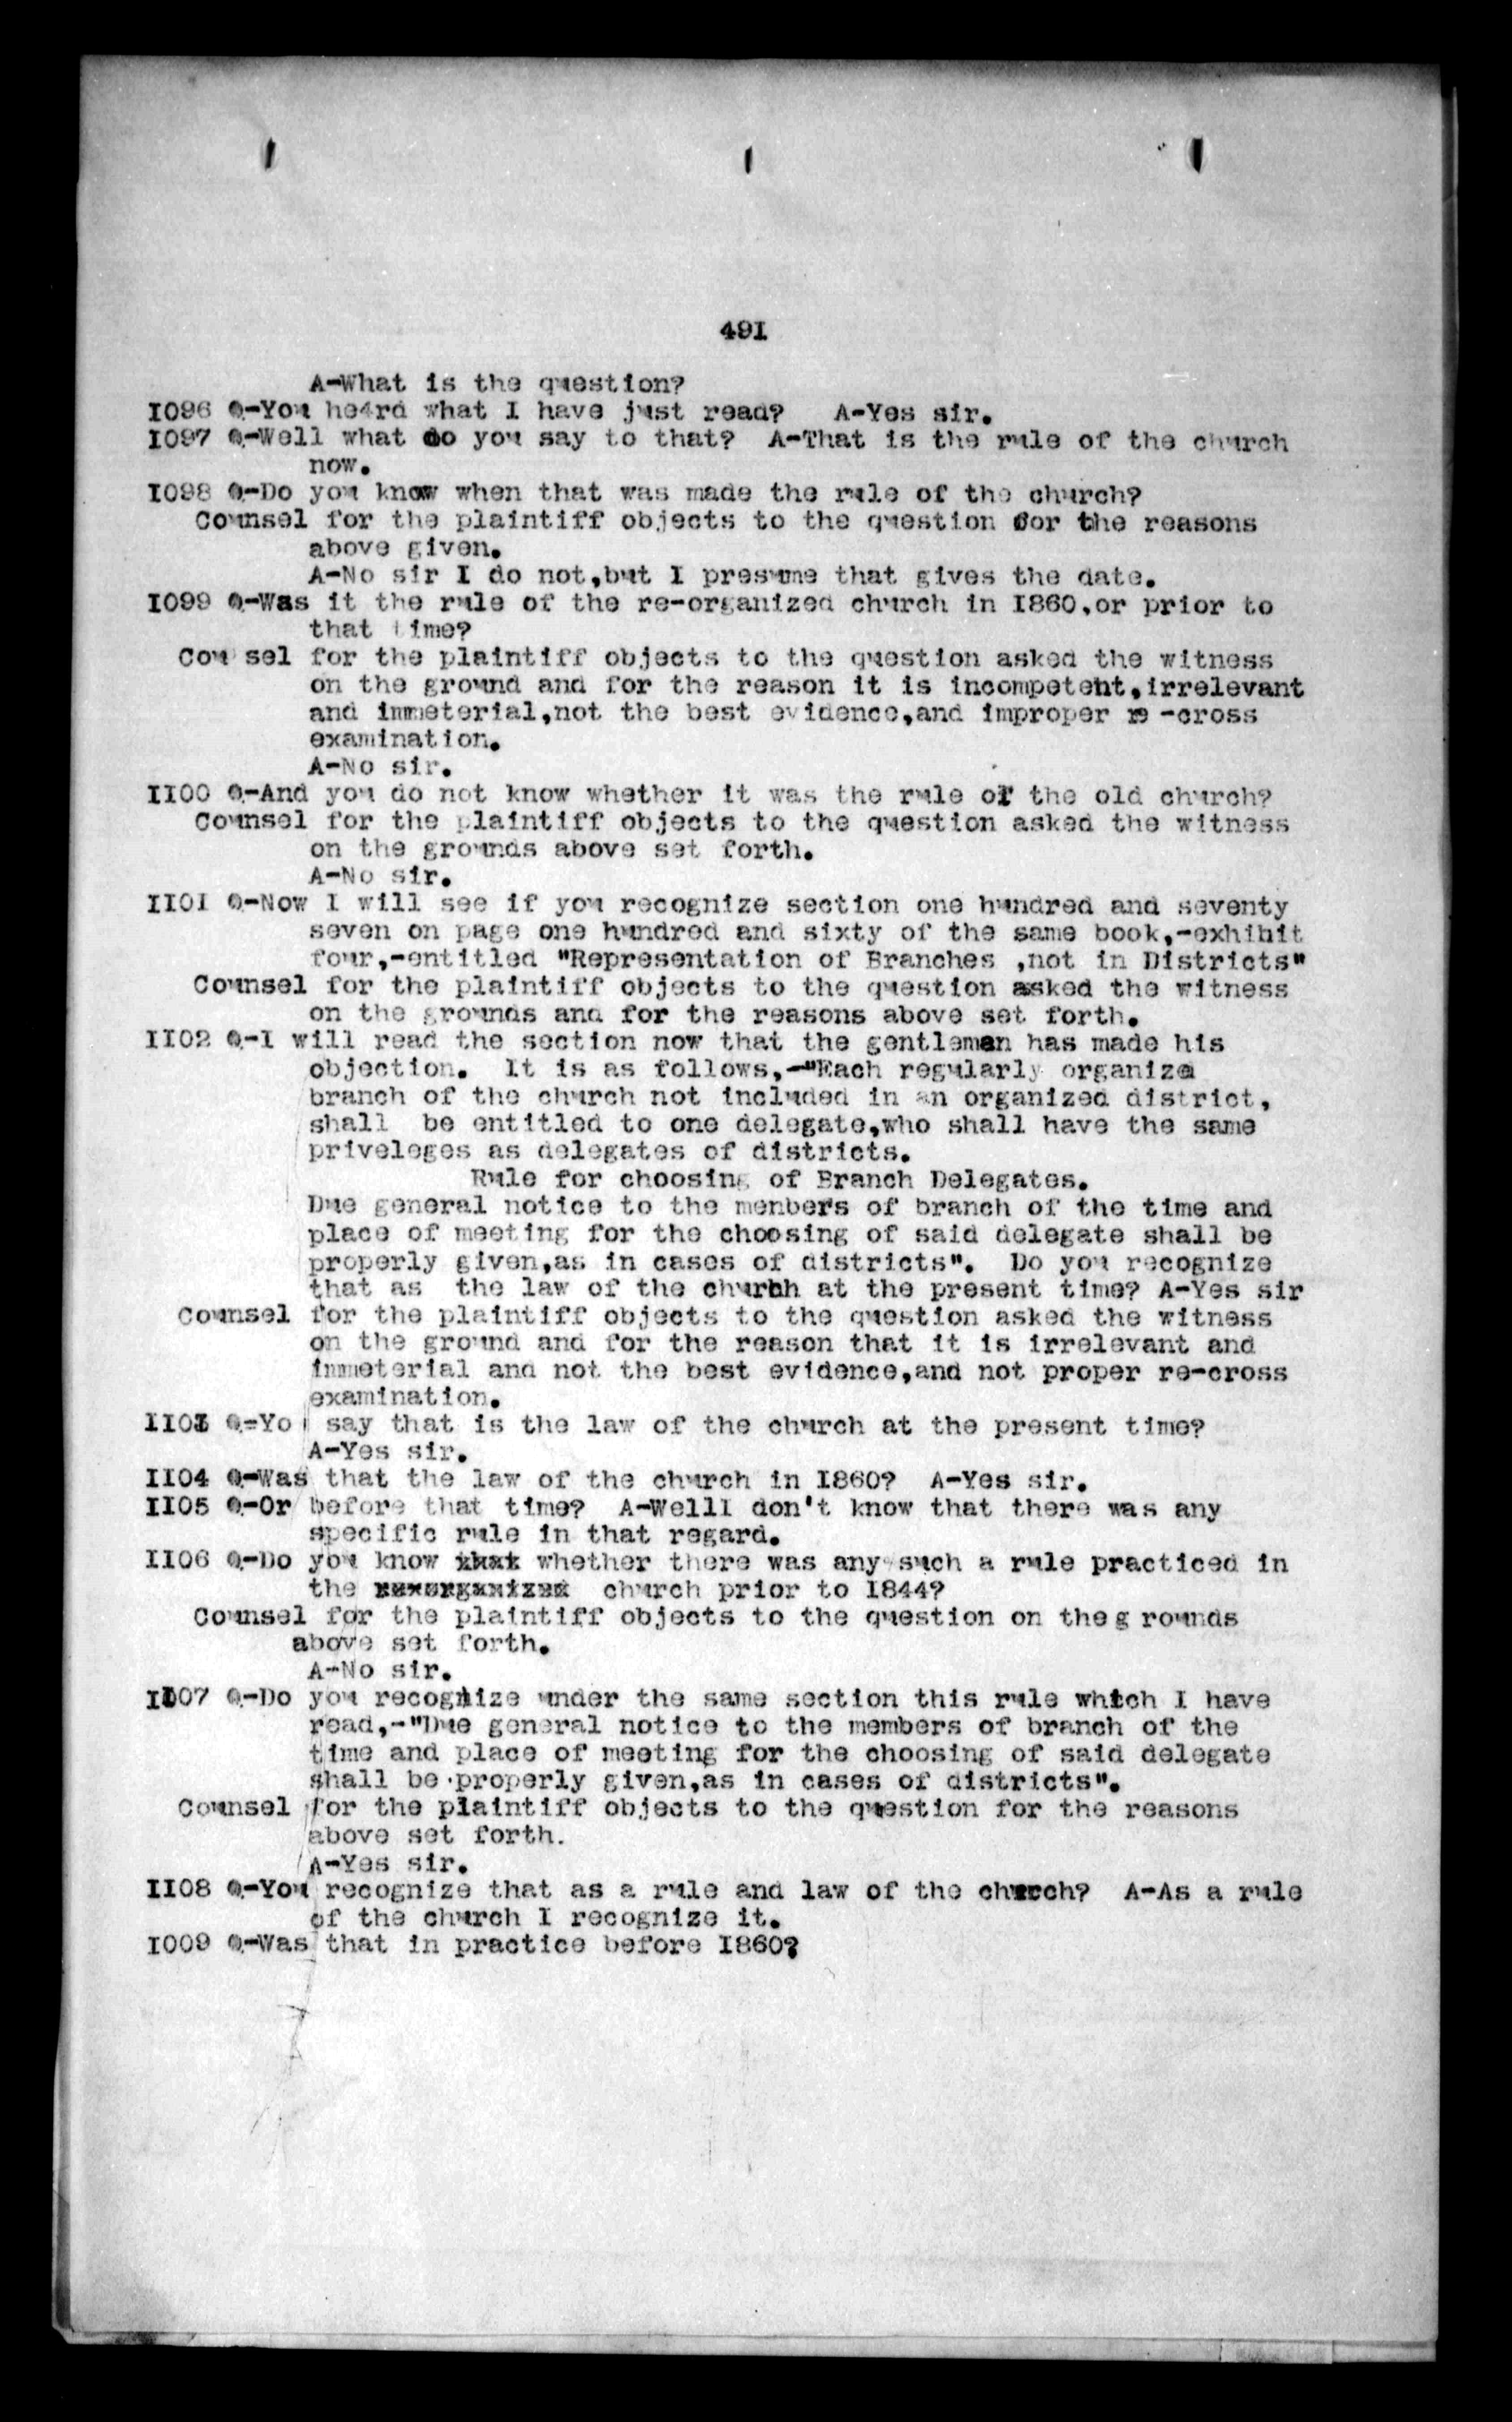 491
A-What is the question?
1096 Q-You heard what I have just read? A-Yes sir.
1097 Q-Well what do you say to that? A-That is the rule of the church
now.
1098 Q-Do you know when that was made the rule of the church?
Counsel for the plaintiff objects to the question for the reasons
above given.
A-No sir I do not,but I presume that gives the date.
1099 Q-Was it the rule of the re-organized church in 1860,or prior to
that time?
Counsel for the plaintiff objects to the question asked the witness
on the ground and for the reason it is incompetent,irrelevant
and immeterial,not the best evidence,and improper re-cross
examination.
A-No sir.
1100 Q-And you do not know whether it was the rule of the old church?
Counsel for the plaintiff objects to the question asked the witness
on the grounds above set forth.
A-No sir.
1101 Q-Now I will see if you recognize section one hundred and seventy
seven on page one hundred and sixty of the same book,-exhibit
four,-entitled "Representation of Branches ,not in Districts"
Counsel for the plaintiff objects to the question asked the witness
on the grounds and for the reasons above set forth.
1102 Q-I will read the section now that the gentleman has made his
objection. It is as follows,-"Each regularly organized
branch of the church not included in an organized district,
shall be entitled to one delegate,who shall have the same
priveleges as delegates of districts.
Rule for choosing of Branch Delegates.
Due general notice to the menbers of branch of the time and
place of meeting for the choosing of said delegate shall be
properly given,as in cases of districts". Do you recognize
that as the law of the church at the present time? A-Yes sir
Counsel for the plaintiff objects to the question asked the witness
on the ground and for the reason that it is irrelevant and
immeterial and not the best evidence,and not proper re-cross
examination.
1103 Q-You say that is the law of the church at the present time?
A-Yes sir.
1104 Q-Was that the law of the church in 1860? A-Yes sir.
1105 Q-Or before that time? A-WellI don't know that there was any
specific rule in that regard.
1106 Q-Do you know whether there was any such a rule practiced in
the church prior to 1844?
Counsel for the plaintiff objects to the question on the g rounds
above set forth.
A-No sir.
1107 Q-Do you recognize under the same section this rule which I have
read,-"Due general notice to the members of branch of the
time and place of meeting for the choosing of said delegate
shall be properly given,as in cases of districts".
Counsel for the plaintiff objects to the question for the reasons
above set forth.
A-Yes sir.
1108 Q-You recognize that as a rule and law of the church? A-As a rule
of the church I recognize it.
1009 Q-Was that in practice before 1860?